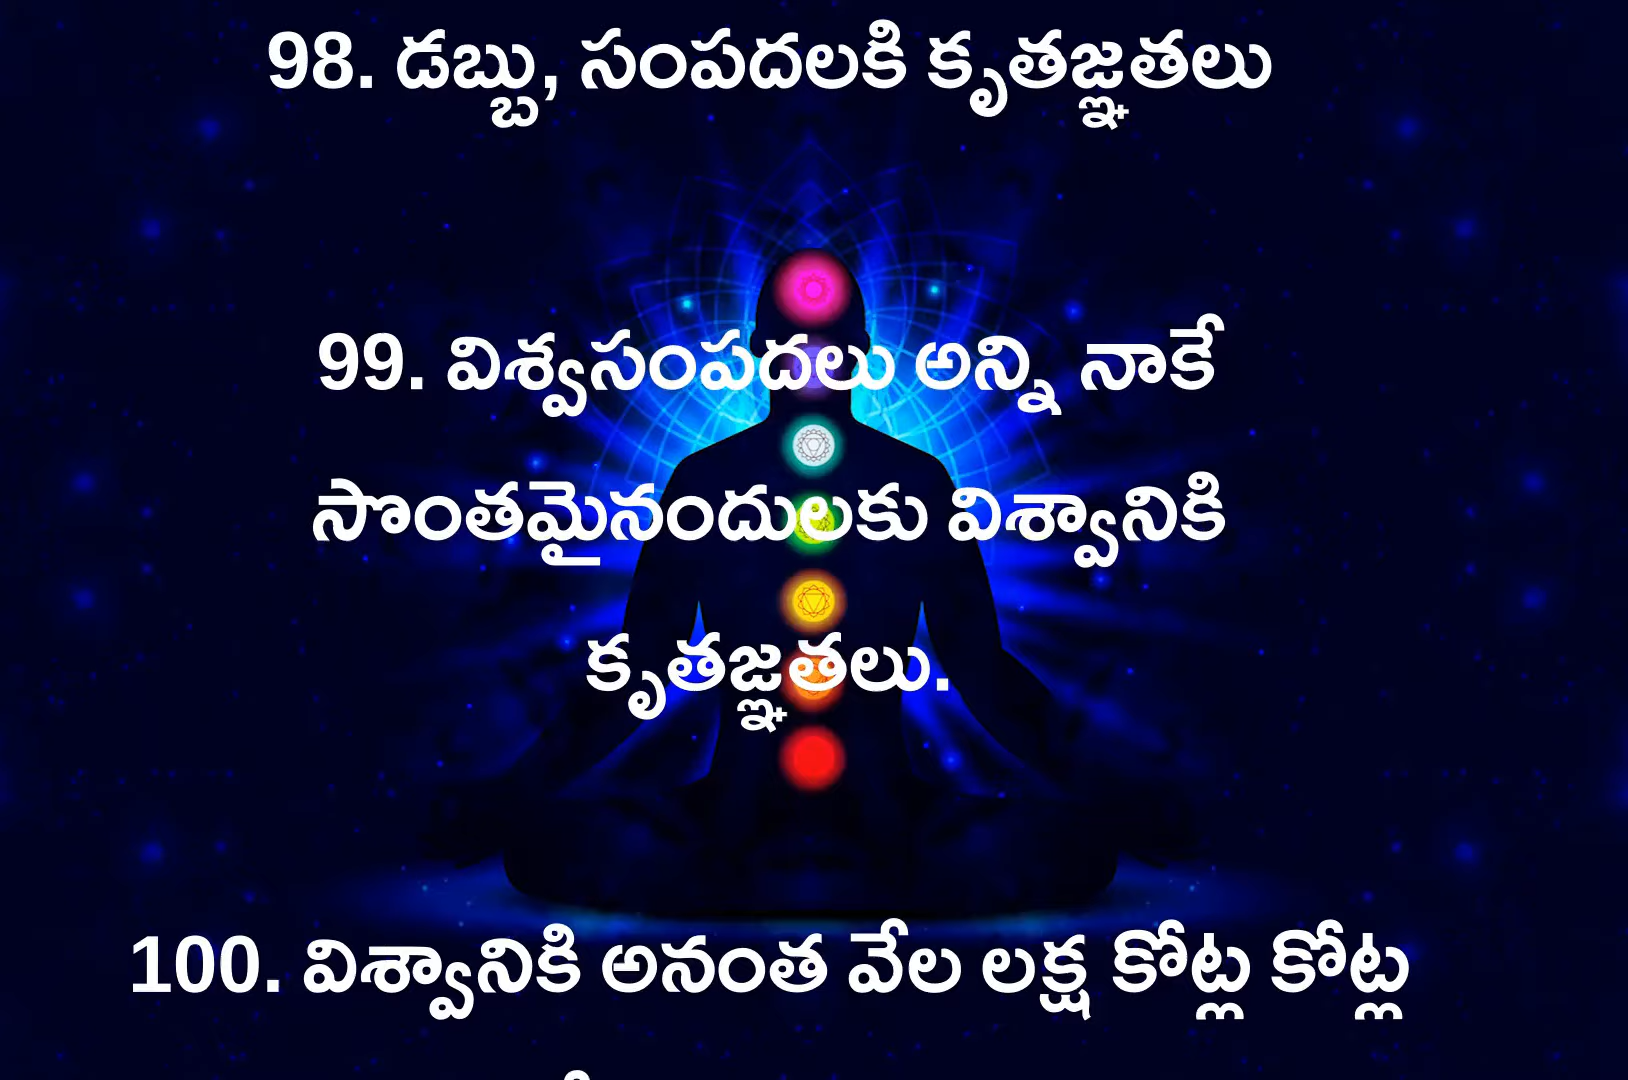 98. డబ్బు, సంపదలకి కృతజ్ఞతలు
99. విశ్వసంపదలు అన్ని నాకే
సొంతమైనందులకు విశ్వానికి
కృతజ్ఞతలు.
100. విశ్వానికి అనంత వేల లక్ష కోట్ల కోట్ల